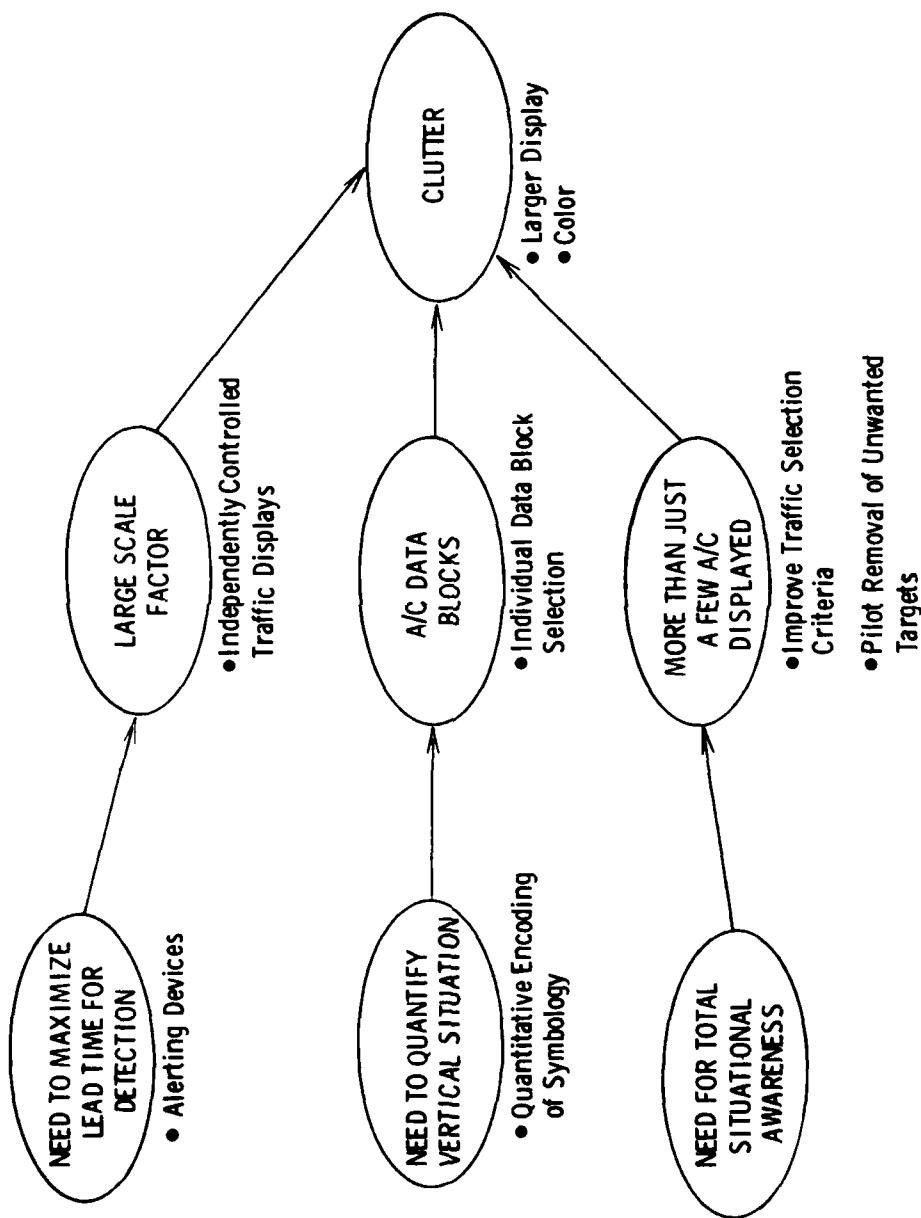 NEED TO MAXIMIZE
LEAD TIME FOR
DETECTION
• Alerting Devices
LARGE SCALE
FACTOR
• Independently Controlled
Traffic Displays
NEED TO QUANTIFY
VERTICAL SITUATION
• Quantitative Encoding
of Symbology
A/C DATA
BLOCKS
• Individual Data Block
Selection
CLUTTER
• Larger Display
• Color
NEED FOR TOTAL
SITUATIONAL
AWARENESS
MORE THAN JUST
A FEW A/C
DISPLAYED
• Improve Traffic Selection
Criteria
• Pilot Removal of Unwanted
Targets